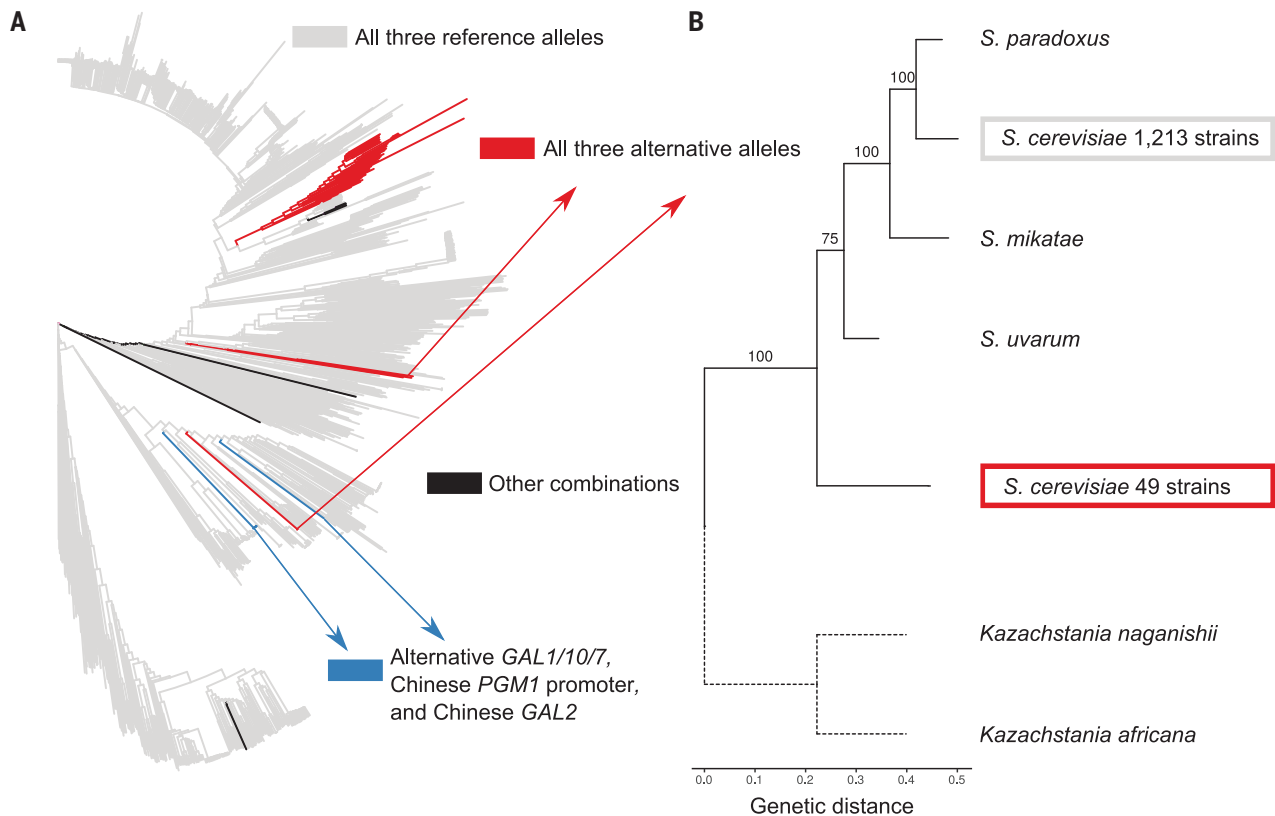 A
All three reference alleles
All three alternative alleles
Other combinations
Alternative GAL1/10/7,
Chinese PGM1 promoter,
and Chinese GAL2
B
S. paradoxus
100
S. cerevisiae 1,213 strains
100
S. mikatae
75
S. uvarum
100
S. cerevisiae 49 strains
Kazachstania naganishii
Kazachstania africana
0.0 0.1 0.2 0.3 0.4 0.5
Genetic distance